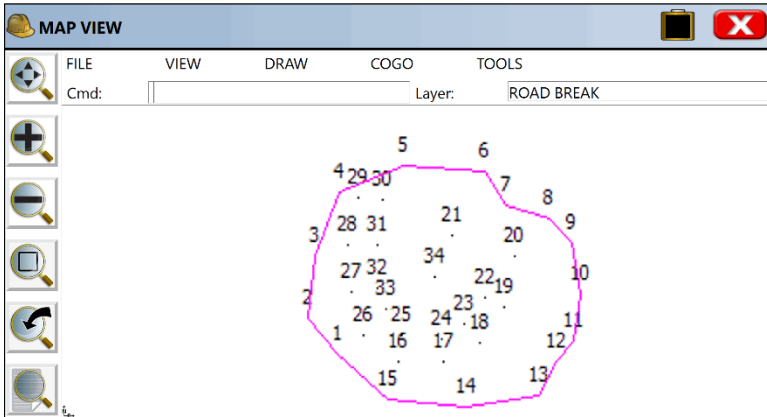 MAP VIEW
FILE VIEW DRAW COGO TOOLS
Cmd: Layer: ROAD BREAK
5 6
4 29 30 7
8
28 31 21 9
3 20
34
27 32 22 10
2 33 19
26 25 24 23 18 11
1 16 17 12
15 14 13